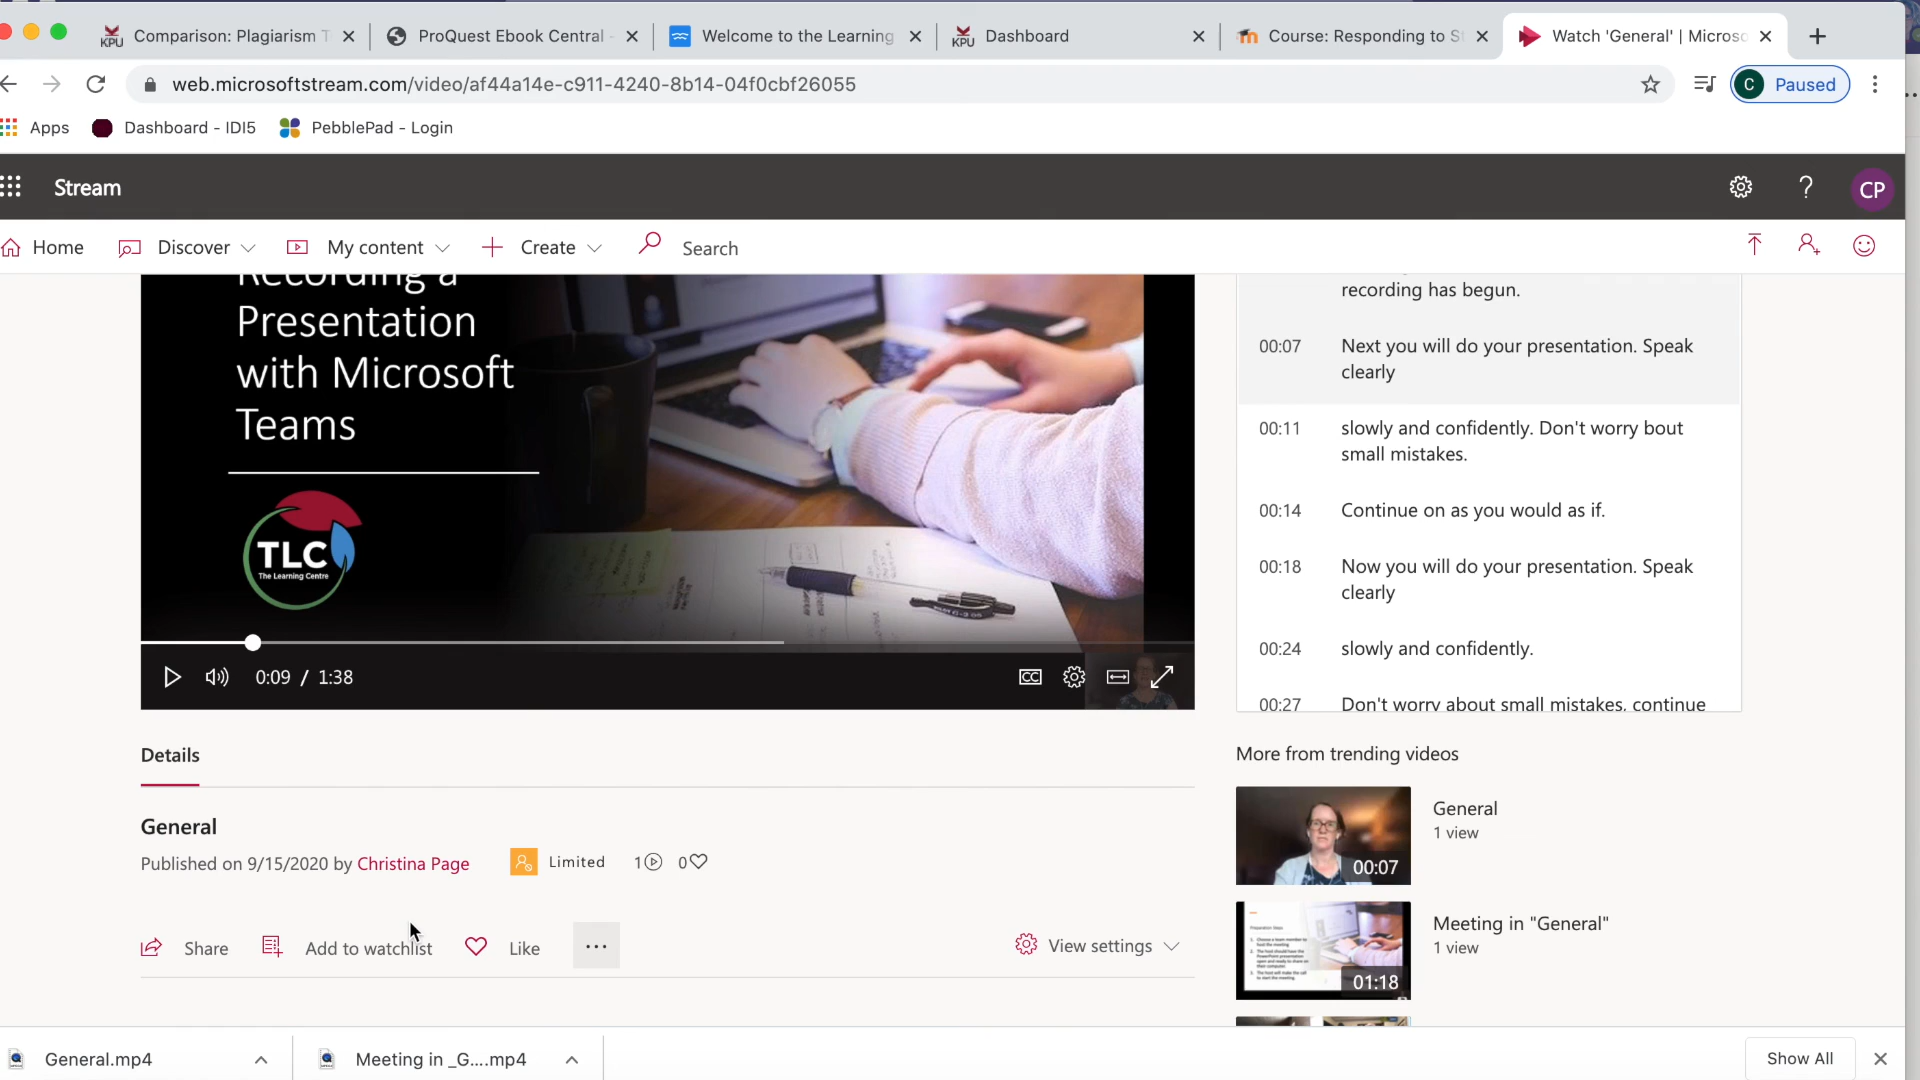 Comparison: Plagiarism T
ProQuest Ebook Central -
Welcome to the Learning
Dashboard
Course: Responding to St
Watch 'General' | Microso
web.microsoftstream.com/video/af44a14e-c911-4240-8b14-04f0cbf26055
C Paused
Apps
Dashboard - IDI5
PebblePad - Login
Stream
?
CP
Home
Discover
My content
Create
Search
Recording a
Presentation
with Microsoft
Teams
TLC
The Learning Centre
0:09 / 1:38
CC
recording has begun.
00:07 Next you will do your presentation. Speak
clearly
00:11 slowly and confidently. Don't worry bout
small mistakes.
00:14 Continue on as you would as if.
00:18 Now you will do your presentation. Speak
clearly
00:24 slowly and confidently.
00:27 Don't worry about small mistakes, continue
Details
General
Published on 9/15/2020 by Christina Page
Limited
1
0
Share
Add to watchlist
Like
View settings
More from trending videos
General
1 view
00:07
Meeting in "General"
1 view
Preparation Steps
01:18
General.mp4
Meeting in _G....mp4
Show All